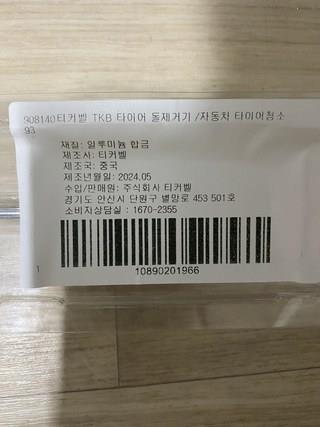 908140티커벨 TKB 타이어 돌제거기 /자동차 타이어청소
93
재질: 알루미늄 합금
제조사: 티커벨
제조국: 중국
제조년월일: 2024.05
수입/판매원: 주식회사 티커벨
경기도 안산시 단원구 별망로 453 501호
소비자상담실 : 1670-2355
1
10890201966